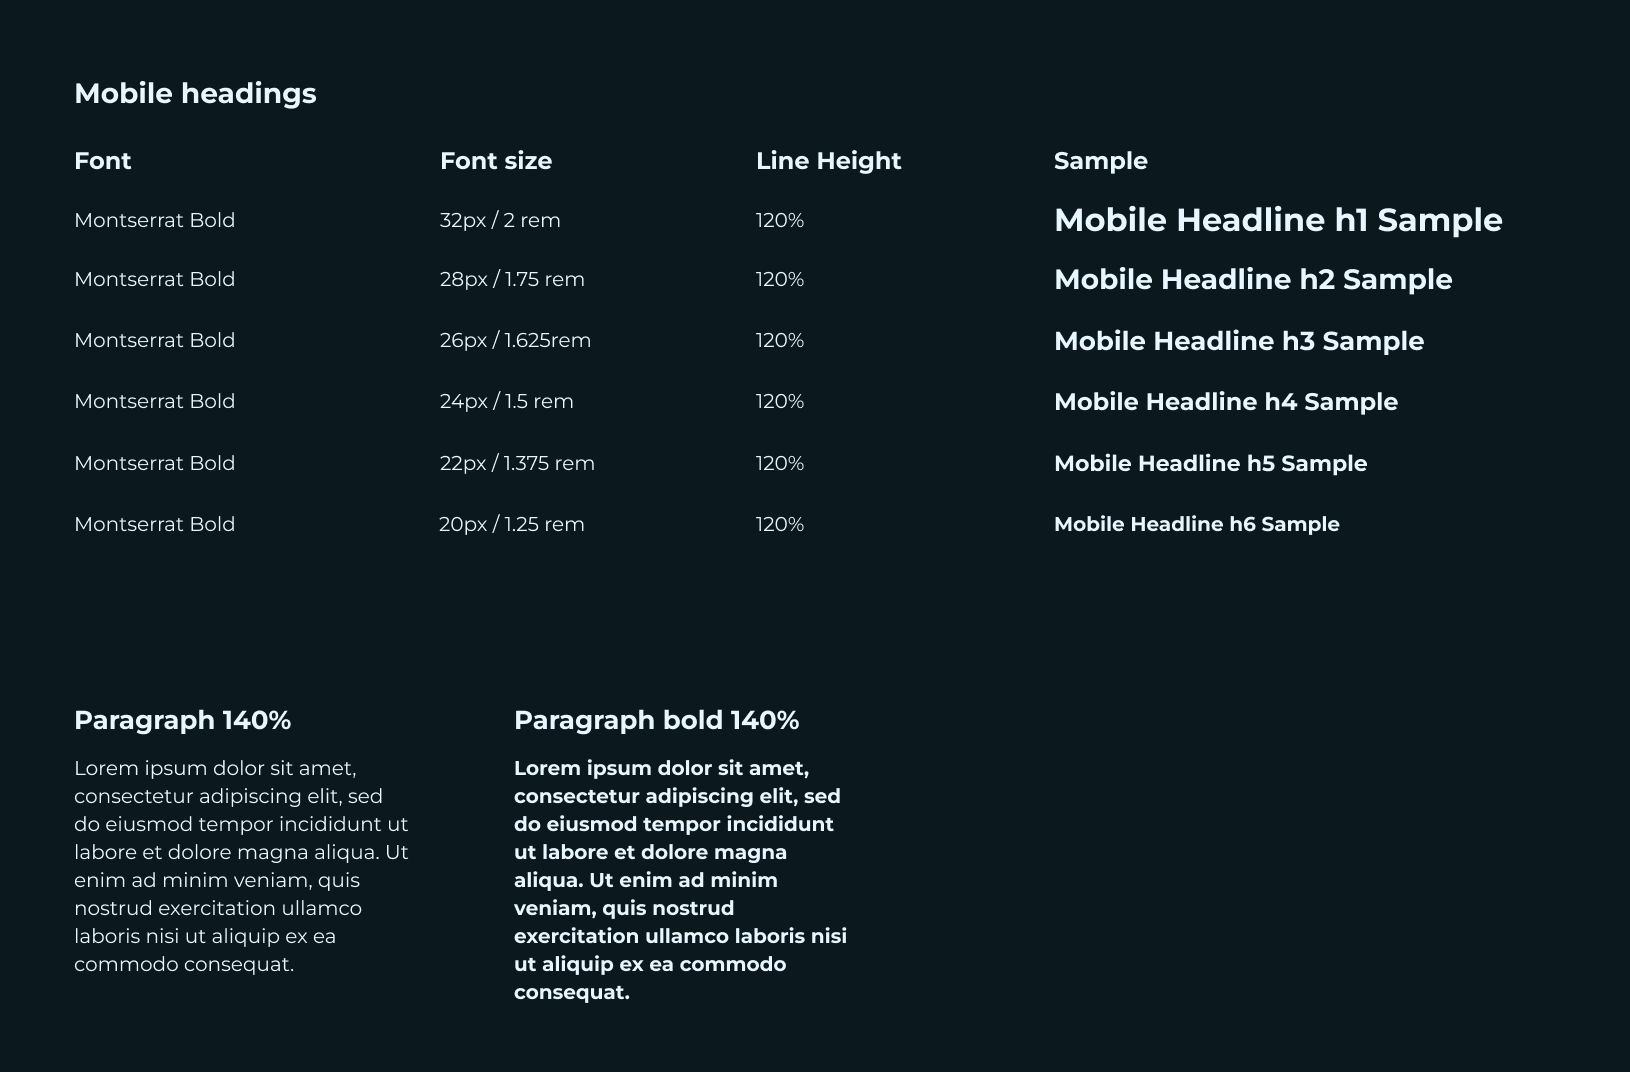 Mobile headings
Font Font size Line Height Sample
Montserrat Bold 32px / 2 rem 120% Mobile Headline h1 Sample
Montserrat Bold 28px / 1.75 rem 120% Mobile Headline h2 Sample
Montserrat Bold 26px / 1.625rem 120% Mobile Headline h3 Sample
Montserrat Bold 24px / 1.5 rem 120% Mobile Headline h4 Sample
Montserrat Bold 22px / 1.375 rem 120% Mobile Headline h5 Sample
Montserrat Bold 20px / 1.25 rem 120% Mobile Headline h6 Sample
Paragraph 140%
Lorem ipsum dolor sit amet,
consectetur adipiscing elit, sed
do eiusmod tempor incididunt ut
labore et dolore magna aliqua. Ut
enim ad minim veniam, quis
nostrud exercitation ullamco
laboris nisi ut aliquip ex ea
commodo consequat.
Paragraph bold 140%
Lorem ipsum dolor sit amet,
consectetur adipiscing elit, sed
do eiusmod tempor incididunt
ut labore et dolore magna
aliqua. Ut enim ad minim
veniam, quis nostrud
exercitation ullamco laboris nisi
ut aliquip ex ea commodo
consequat.